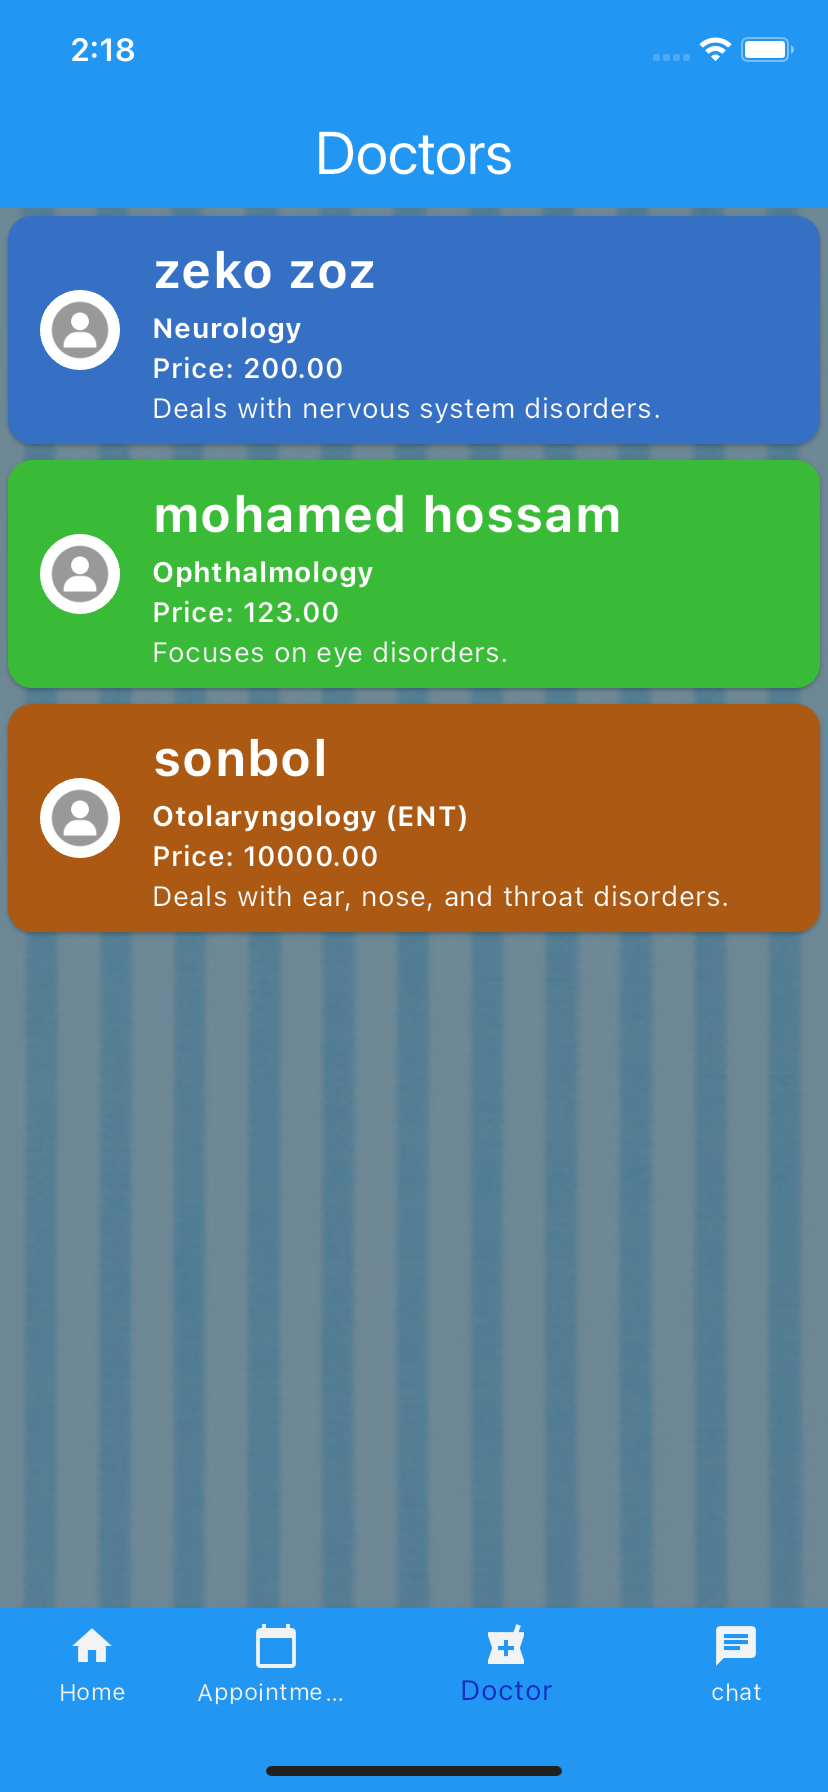 2:18
Doctors
zeko zoz
Neurology
Price: 200.00
Deals with nervous system disorders.
mohamed hossam
Ophthalmology
Price: 123.00
Focuses on eye disorders.
sonbol
Otolaryngology (ENT)
Price: 10000.00
Deals with ear, nose, and throat disorders.
Home Appointme... Doctor chat